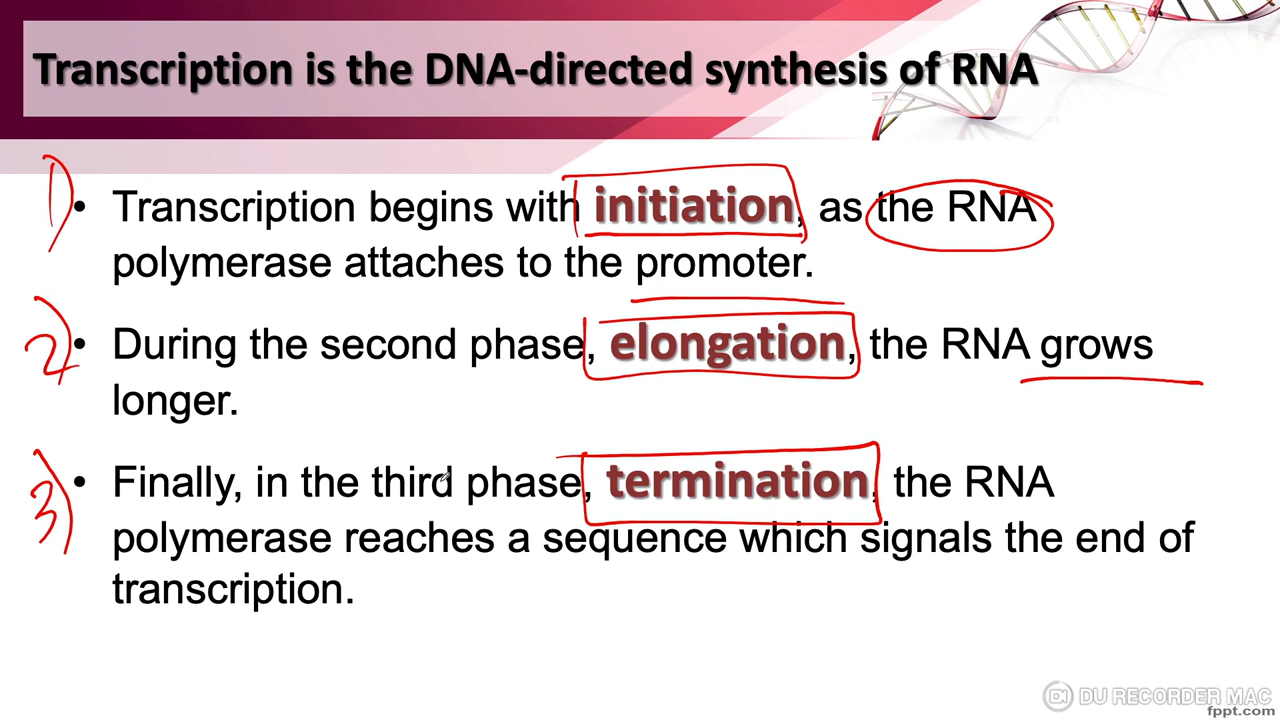 Transcription is the DNA-directed synthesis of RNA
1)
• Transcription begins with initiation, as the RNA
polymerase attaches to the promoter.
2)
• During the second phase, elongation, the RNA grows
longer.
3)
• Finally, in the third phase, termination, the RNA
polymerase reaches a sequence which signals the end of
transcription.
DU RECORDER MAC
fppt.com